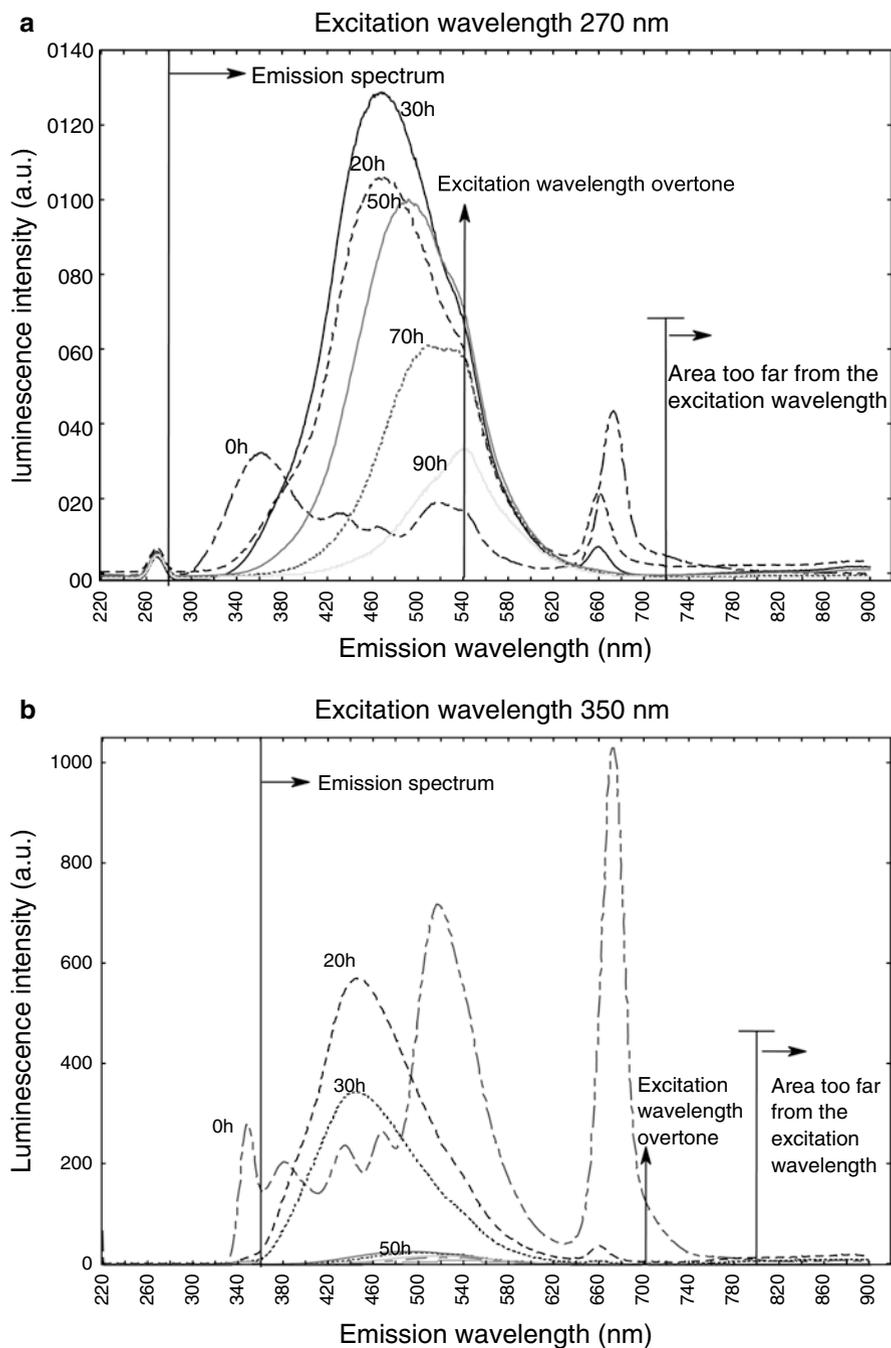 a
Excitation wavelength 270 nm
0140
0120
0100
080
060
040
020
00
luminescence intensity (a.u.)
Emission spectrum
30h
20h
50h
Excitation wavelength overtone
70h
Area too far from the
excitation wavelength
0h
90h
220 260 300 340 380 420 460 500 540 580 620 660 700 740 780 820 860 900
Emission wavelength (nm)
b
Excitation wavelength 350 nm
1000
800
600
400
200
0
Luminescence intensity (a.u.)
Emission spectrum
20h
30h
0h
50h
Excitation
wavelength
overtone
Area too far
from the
excitation
wavelength
220 260 300 340 380 420 460 500 540 580 620 660 700 740 780 820 860 900
Emission wavelength (nm)